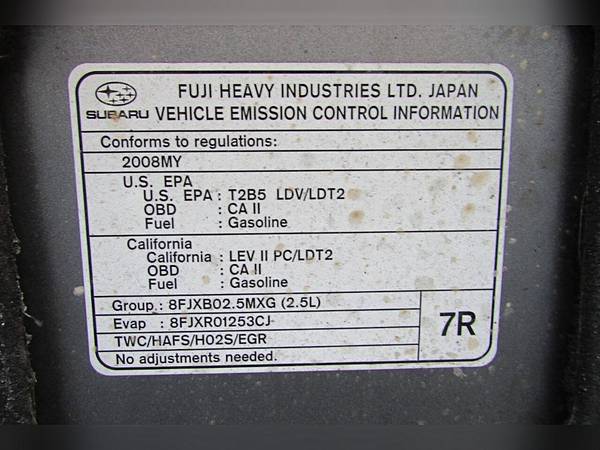 SUBARU
FUJI HEAVY INDUSTRIES LTD. JAPAN
VEHICLE EMISSION CONTROL INFORMATION
Conforms to regulations:
2008MY
U.S. EPA
U.S. EPA : T2B5 LDV/LDT2
OBD : CA II
Fuel : Gasoline
California
California : LEV II PC/LDT2
OBD : CA II
Fuel : Gasoline
Group : 8FJXB02.5MXG (2.5L)
Evap : 8FJXR01253CJ
TWC/HAFS/HO2S/EGR
No adjustments needed.
7R